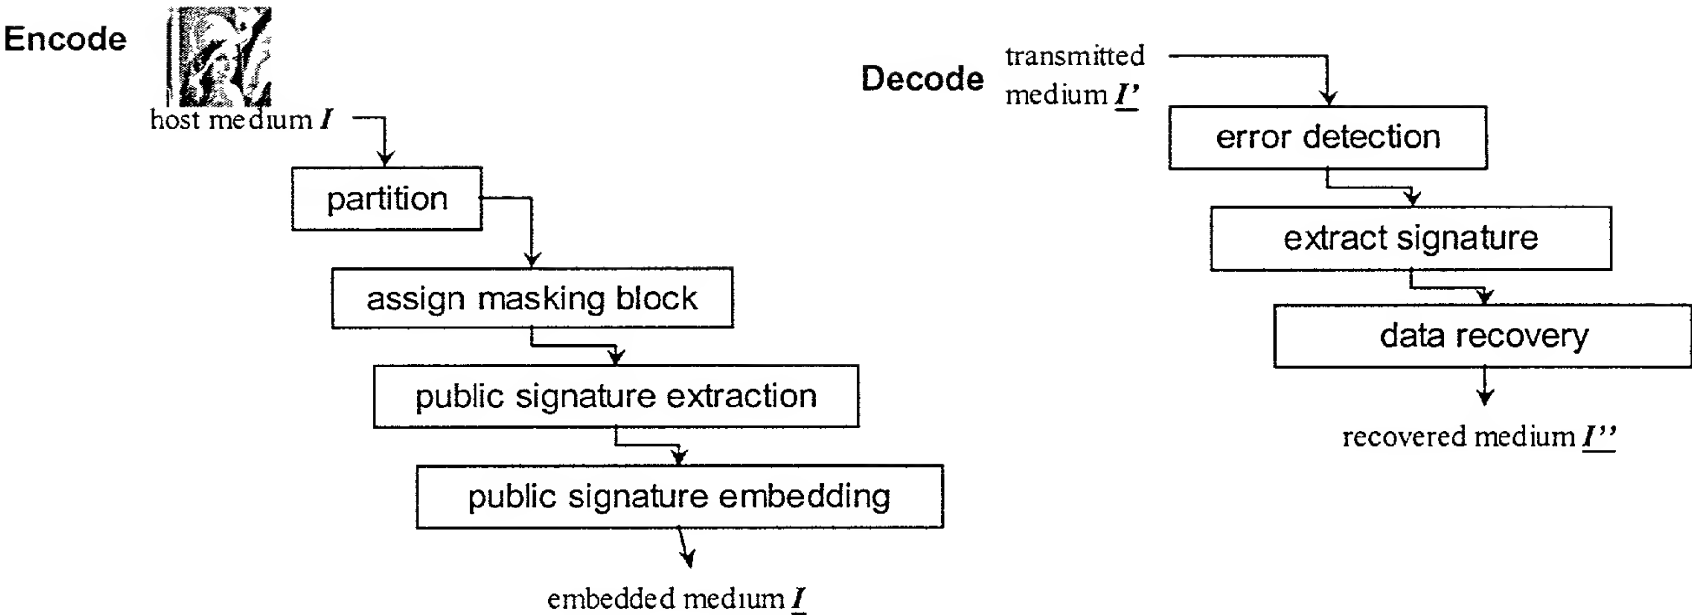 Encode
host medium I
partition
assign masking block
public signature extraction
public signature embedding
embedded medium I
Decode
transmitted
medium I’
error detection
extract signature
data recovery
recovered medium I’’